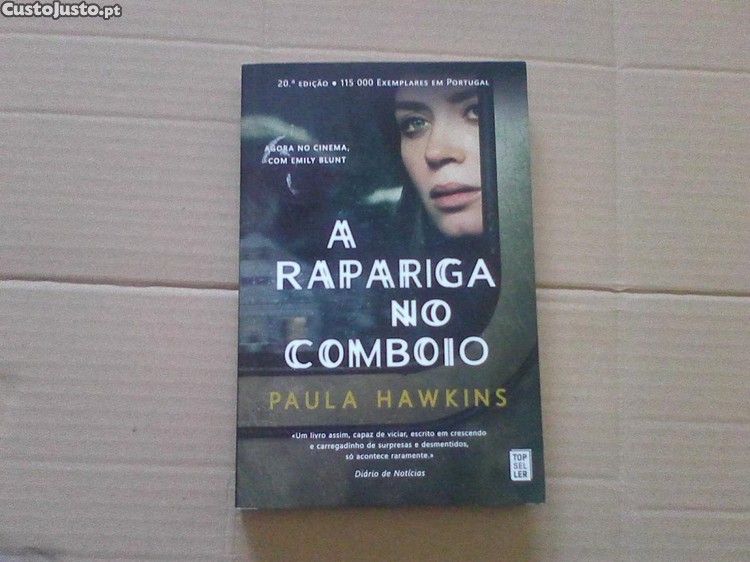 CustoJusto.pt
20.ª EDIÇÃO • 115 000 EXEMPLARES EM PORTUGAL
AGORA NO CINEMA,
COM EMILY BLUNT
A
RAPARIGA
NO
COMBOIO
PAULA HAWKINS
«Um livro assim, capaz de viciar, escrito em crescendo
e carregadinho de surpresas e desmentidos,
só acontece raramente.»
Diário de Notícias
TOP
SEL
LER